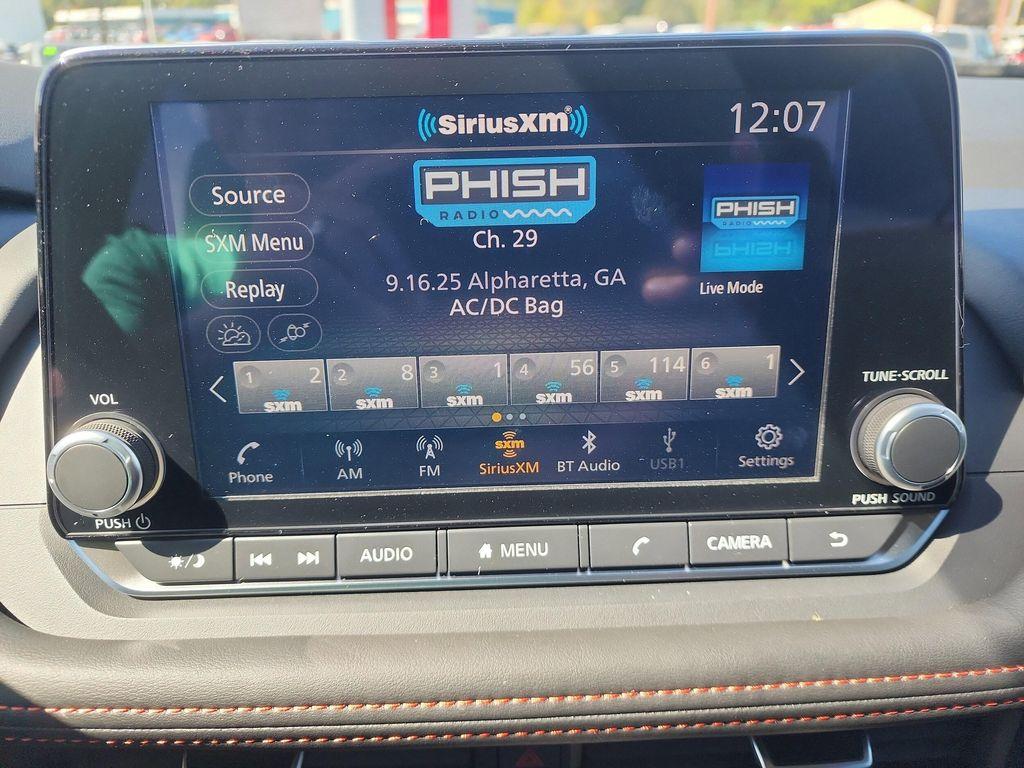 SiriusXM®
12:07
PHISH
RADIO
Ch. 29
9.16.25 Alpharetta, GA
AC/DC Bag
Source
SXM Menu
Replay
PHISH
RADIO
PHISH
Live Mode
1 2 sxm
2 8 sxm
3 1 sxm
4 56 sxm
5 114 sxm
6 1 sxm
Phone
AM
FM
sxm
SiriusXM
BT Audio
USB1
Settings
VOL
PUSH
TUNE·SCROLL
PUSH SOUND
AUDIO
MENU
CAMERA